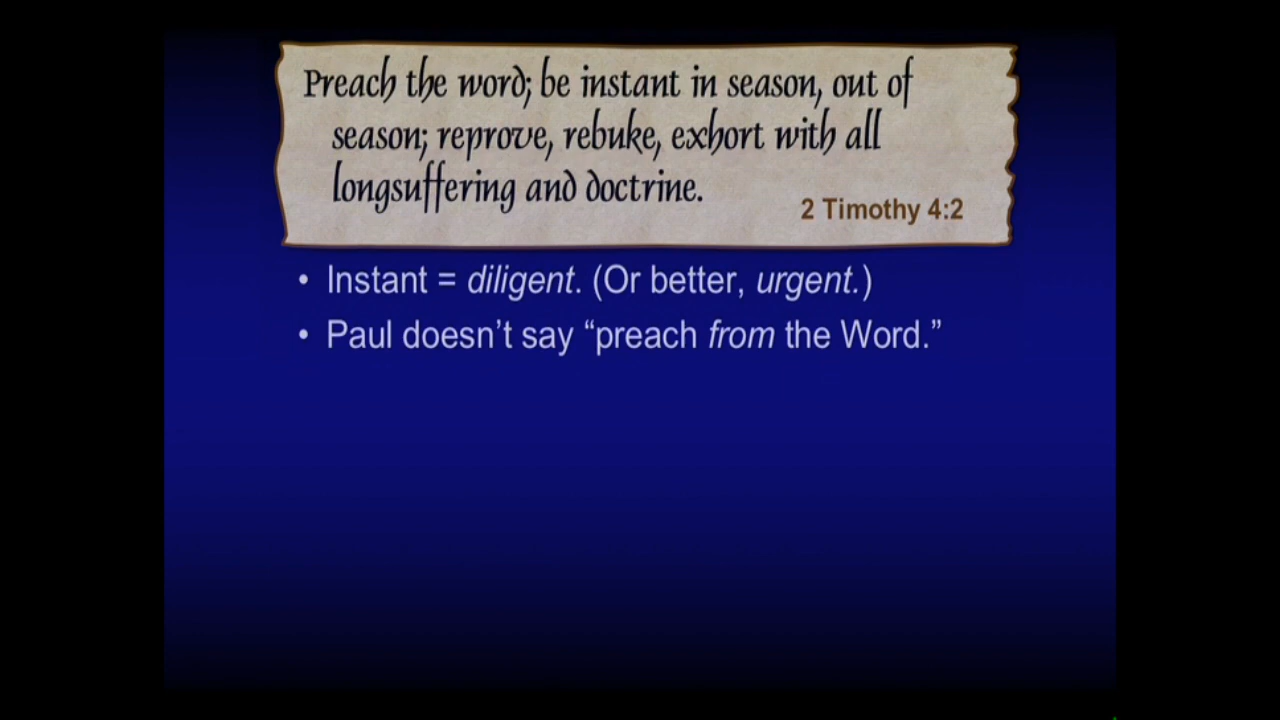 Preach the word; be instant in season, out of
season; reprove, rebuke, exhort with all
longsuffering and doctrine.
2 Timothy 4:2
• Instant = diligent. (Or better, urgent.)
• Paul doesn’t say “preach from the Word.”